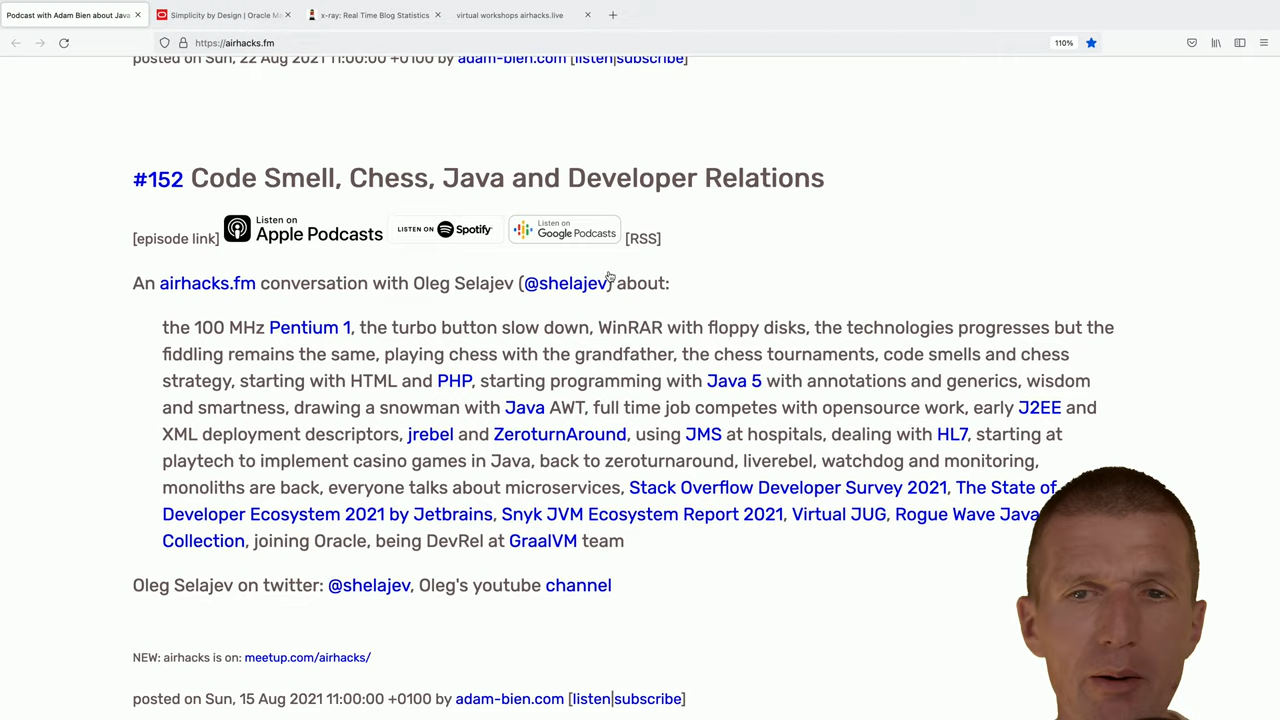 Podcast with Adam Bien about Java
Simplicity by Design | Oracle Ma
x-ray: Real Time Blog Statistics
virtual workshops airhacks.live
https://airhacks.fm
110%
posted on Sun, 22 Aug 2021 11:00:00 +0100 by adam-bien.com [listen|subscribe]
#152 Code Smell, Chess, Java and Developer Relations
[episode link] Listen on Apple Podcasts LISTEN ON Spotify Listen on Google Podcasts [RSS]
An airhacks.fm conversation with Oleg Selajev (@shelajev) about:
the 100 MHz Pentium 1, the turbo button slow down, WinRAR with floppy disks, the technologies progresses but the
fiddling remains the same, playing chess with the grandfather, the chess tournaments, code smells and chess
strategy, starting with HTML and PHP, starting programming with Java 5 with annotations and generics, wisdom
and smartness, drawing a snowman with Java AWT, full time job competes with opensource work, early J2EE and
XML deployment descriptors, jrebel and ZeroturnAround, using JMS at hospitals, dealing with HL7, starting at
playtech to implement casino games in Java, back to zeroturnaround, liverebel, watchdog and monitoring,
monoliths are back, everyone talks about microservices, Stack Overflow Developer Survey 2021, The State of
Developer Ecosystem 2021 by Jetbrains, Snyk JVM Ecosystem Report 2021, Virtual JUG, Rogue Wave Java
Collection, joining Oracle, being DevRel at GraalVM team
Oleg Selajev on twitter: @shelajev, Oleg's youtube channel
NEW: airhacks is on: meetup.com/airhacks/
posted on Sun, 15 Aug 2021 11:00:00 +0100 by adam-bien.com [listen|subscribe]